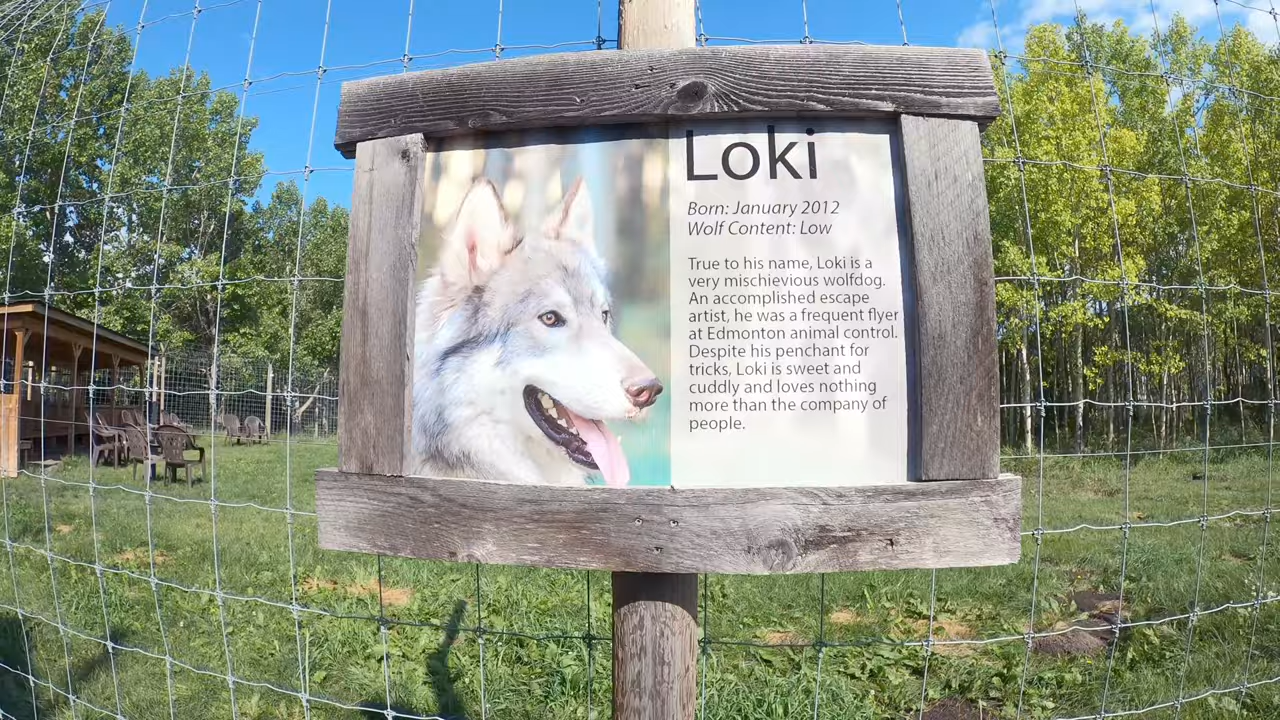 Loki
Born: January 2012
Wolf Content: Low
True to his name, Loki is a
very mischievious wolfdog.
An accomplished escape
artist, he was a frequent flyer
at Edmonton animal control.
Despite his penchant for
tricks, Loki is sweet and
cuddly and loves nothing
more than the company of
people.